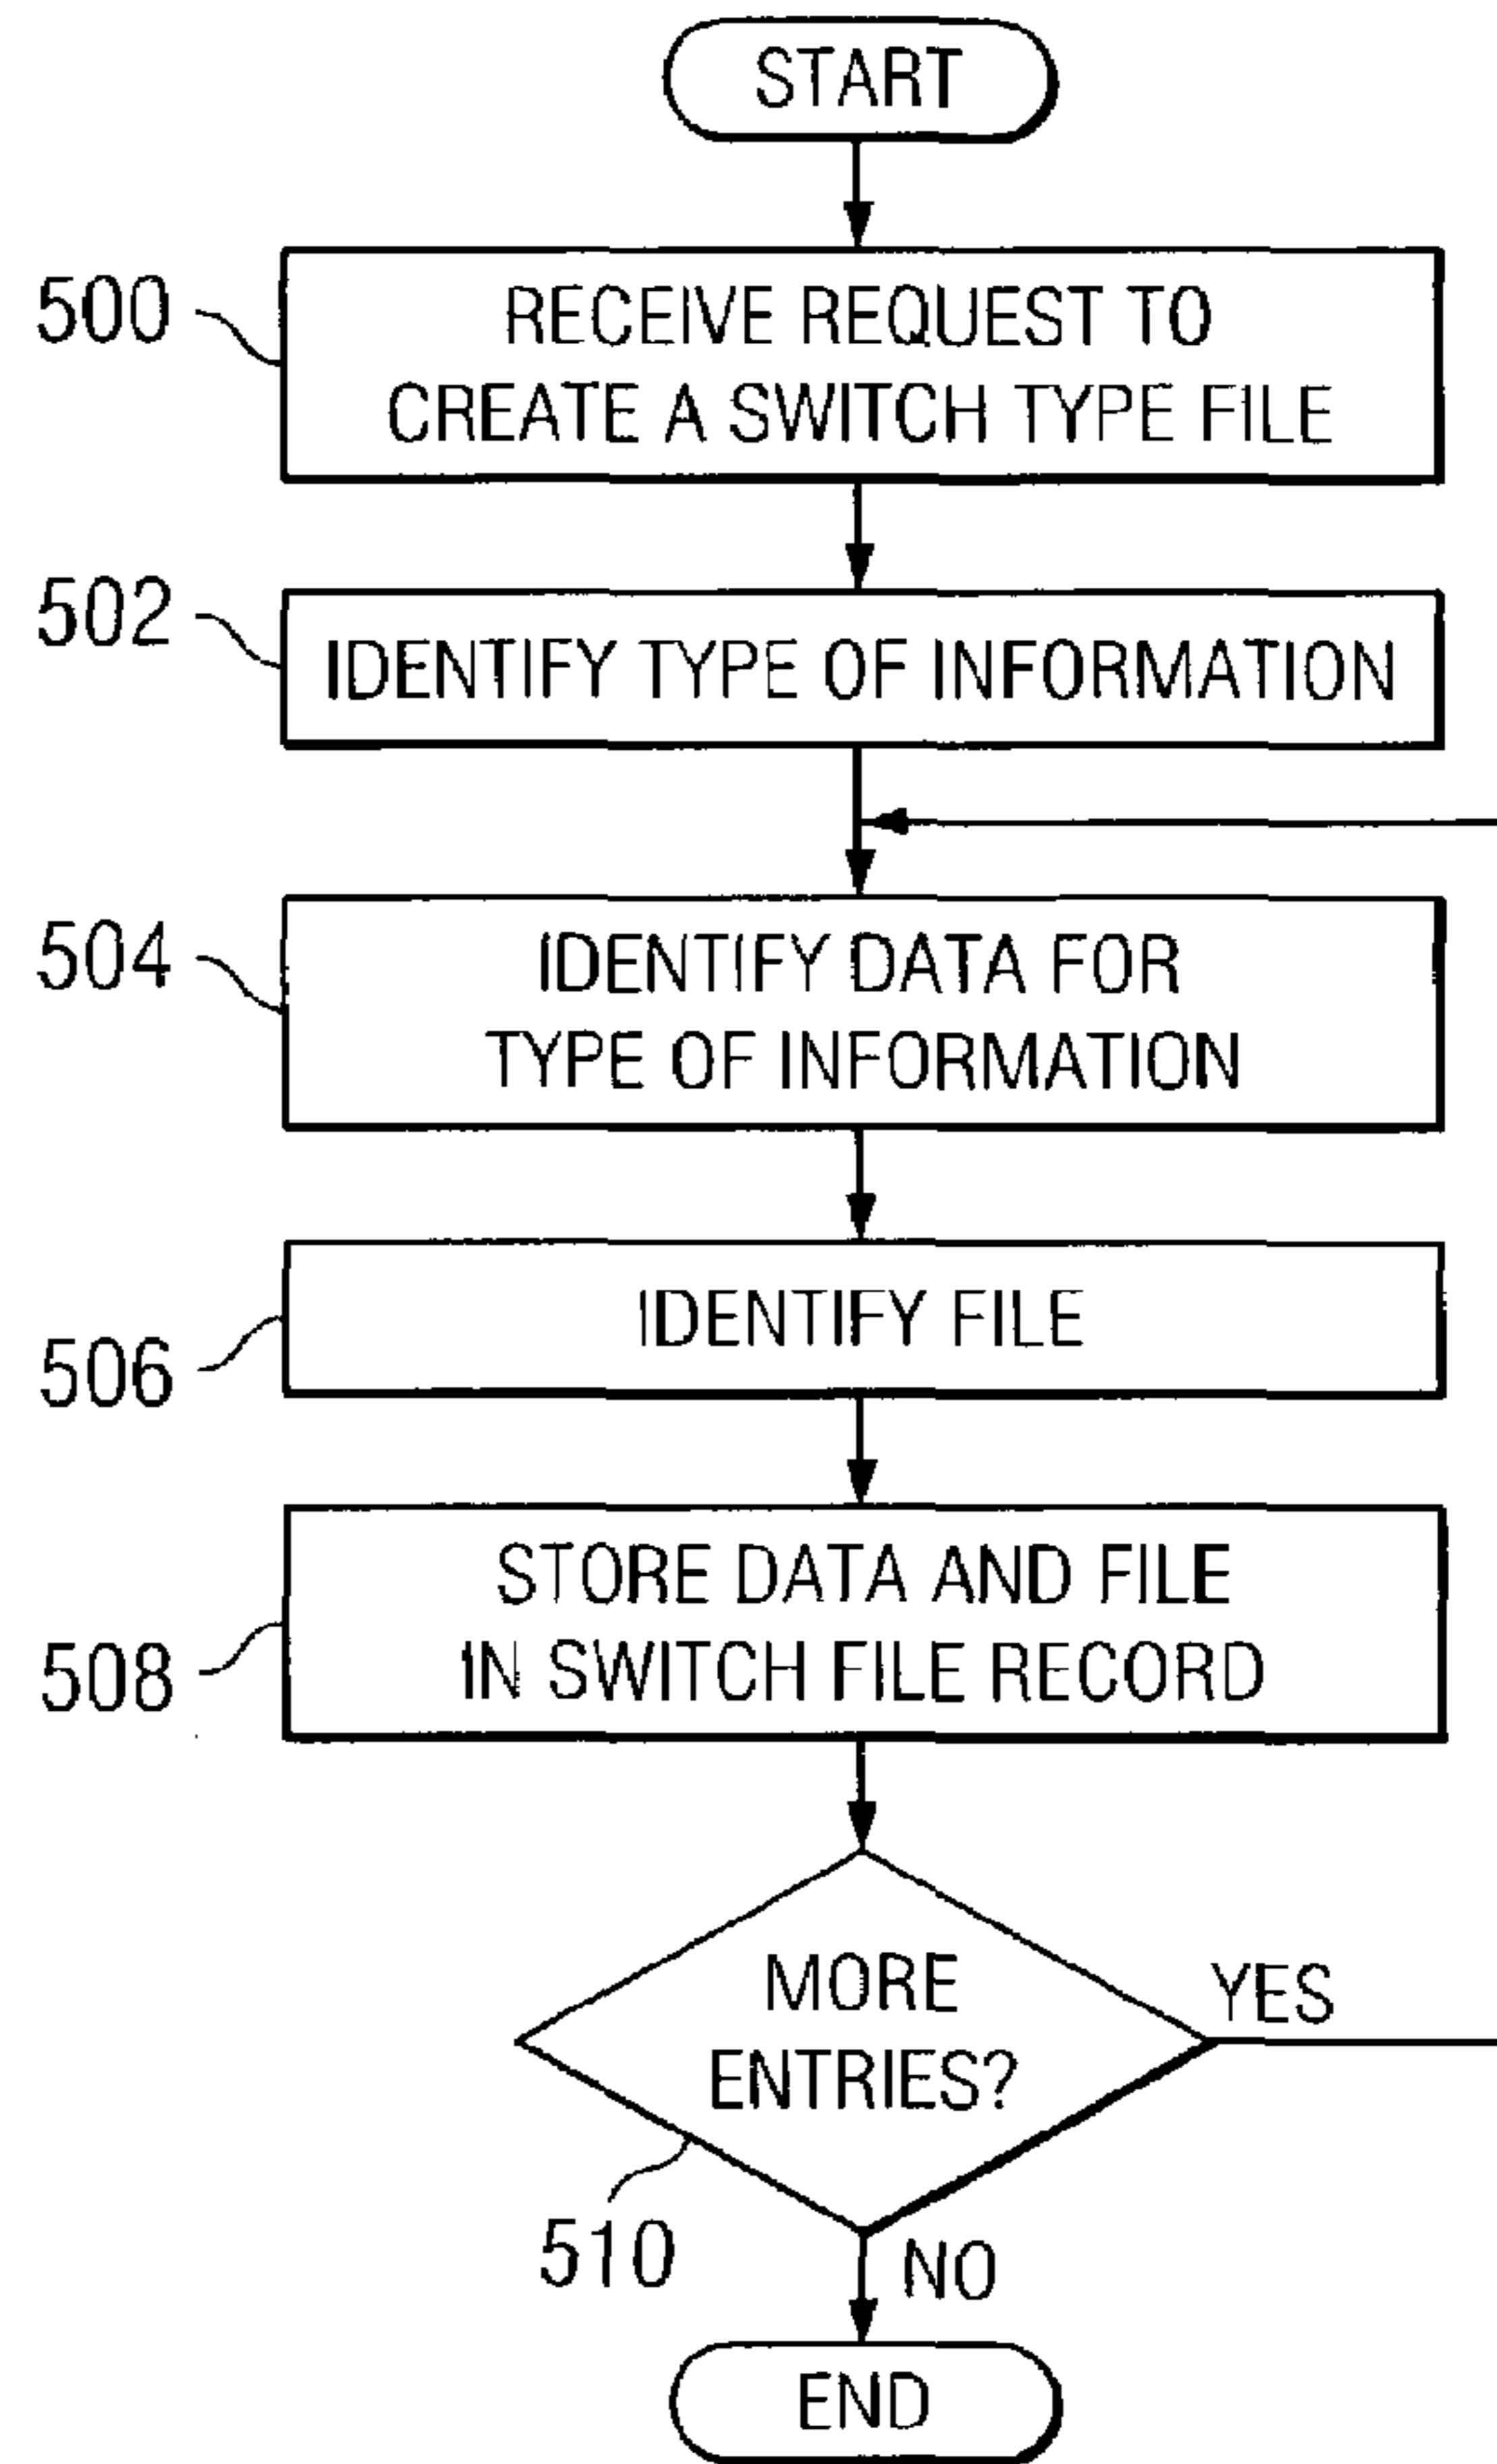 START
500
RECEIVE REQUEST TO
CREATE A SWITCH TYPE FILE
502
IDENTIFY TYPE OF INFORMATION
504
IDENTIFY DATA FOR
TYPE OF INFORMATION
506
IDENTIFY FILE
508
STORE DATA AND FILE
IN SWITCH FILE RECORD
MORE
ENTRIES?
YES
510
NO
END